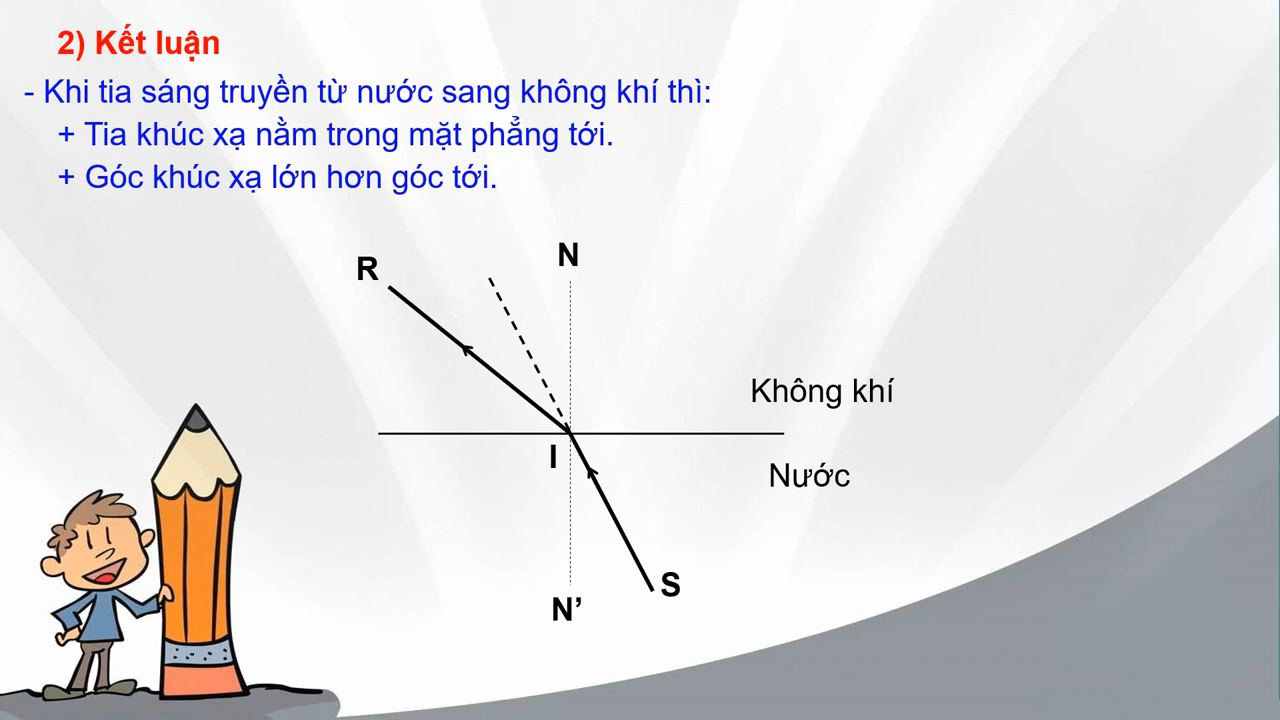 2) Kết luận
- Khi tia sáng truyền từ nước sang không khí thì:
+ Tia khúc xạ nằm trong mặt phẳng tới.
+ Góc khúc xạ lớn hơn góc tới.
N
R
Không khí
I
Nước
S
N’